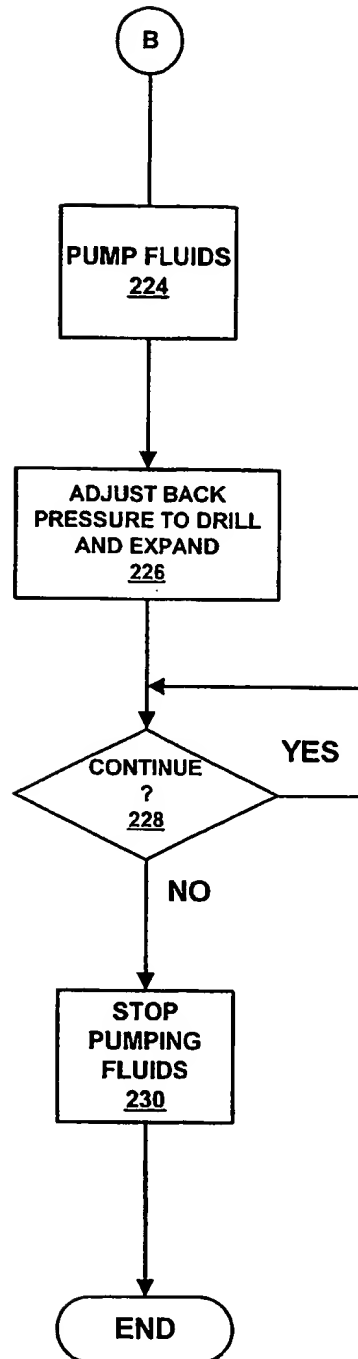 B
PUMP FLUIDS
224
ADJUST BACK
PRESSURE TO DRILL
AND EXPAND
226
CONTINUE
?
228
YES
NO
STOP
PUMPING
FLUIDS
230
END